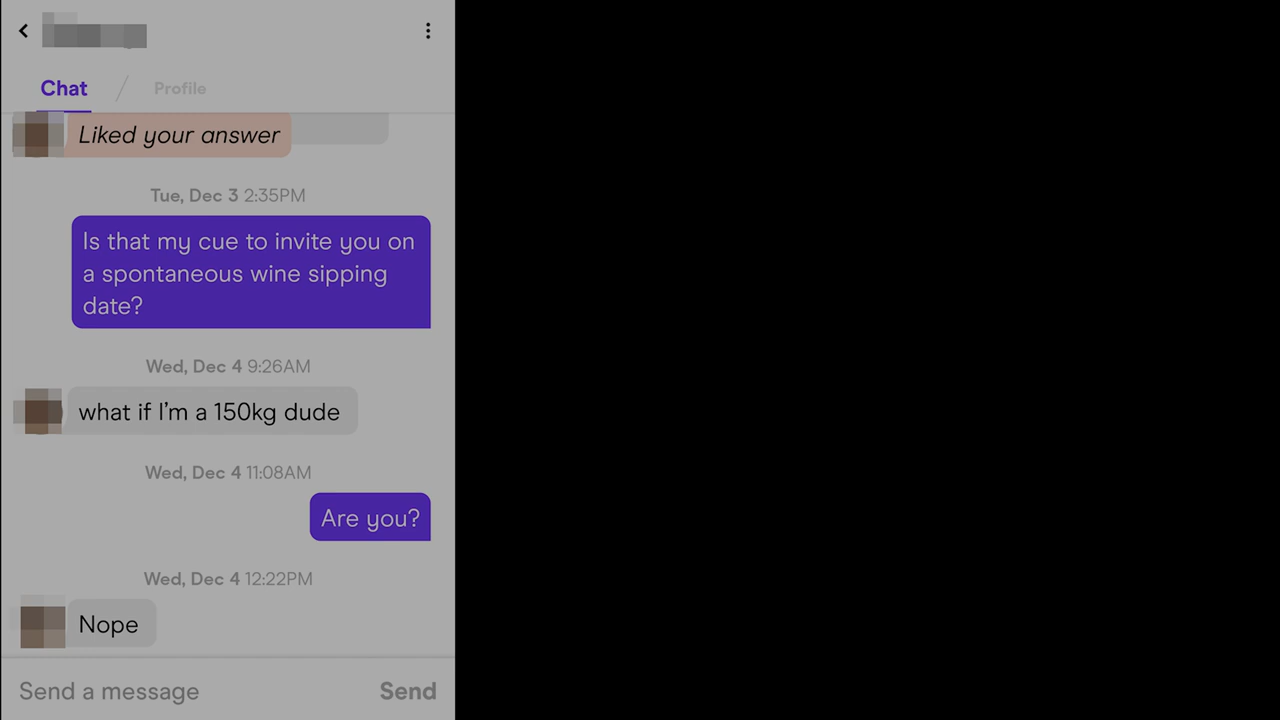 Chat / Profile
Liked your answer
Tue, Dec 3 2:35PM
Is that my cue to invite you on
a spontaneous wine sipping
date?
Wed, Dec 4 9:26AM
what if I'm a 150kg dude
Wed, Dec 4 11:08AM
Are you?
Wed, Dec 4 12:22PM
Nope
Send a message Send